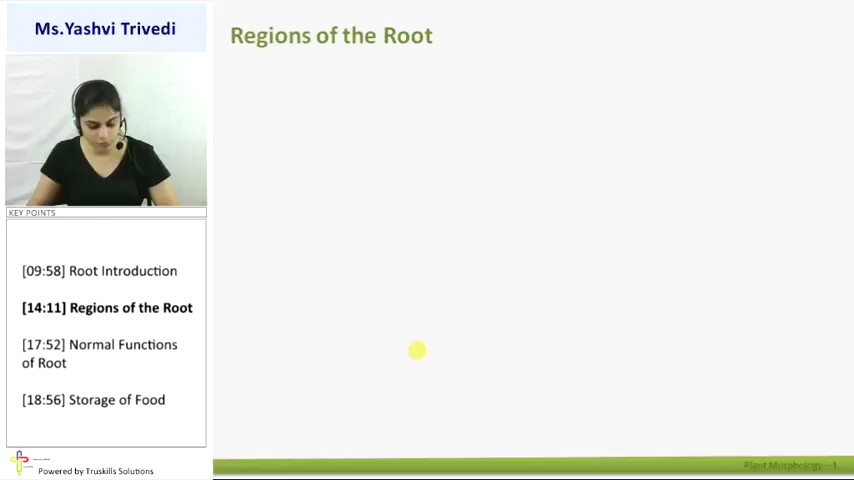 Ms.Yashvi Trivedi
Regions of the Root
KEY POINTS
[09:58] Root Introduction
[14:11] Regions of the Root
[17:52] Normal Functions
of Root
[18:56] Storage of Food
Powered by Truskills Solutions
Plant Morphology - 1